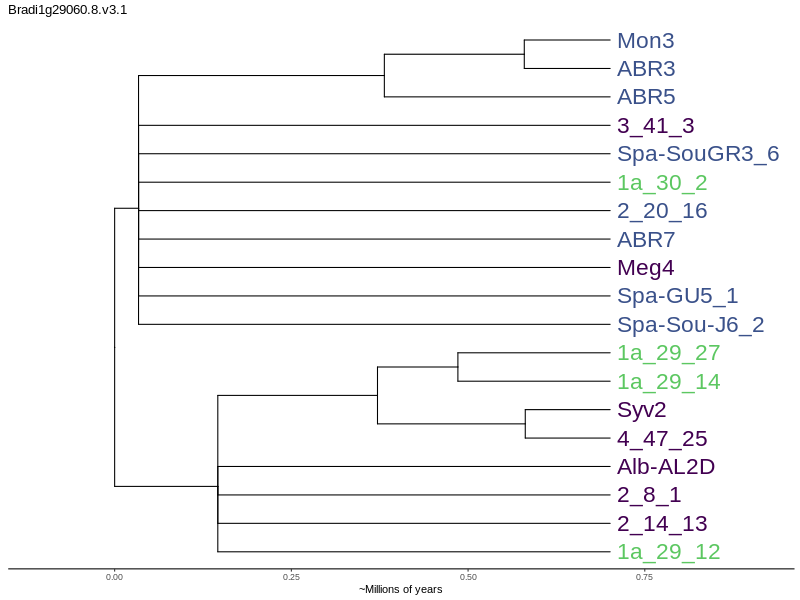 Bradi1g29060.8.v3.1
Mon3
ABR3
ABR5
3_41_3
Spa-SouGR3_6
1a_30_2
2_20_16
ABR7
Meg4
Spa-GU5_1
Spa-Sou-J6_2
1a_29_27
1a_29_14
Syv2
4_47_25
Alb-AL2D
2_8_1
2_14_13
1a_29_12
0.00 0.25 0.50 0.75
~Millions of years